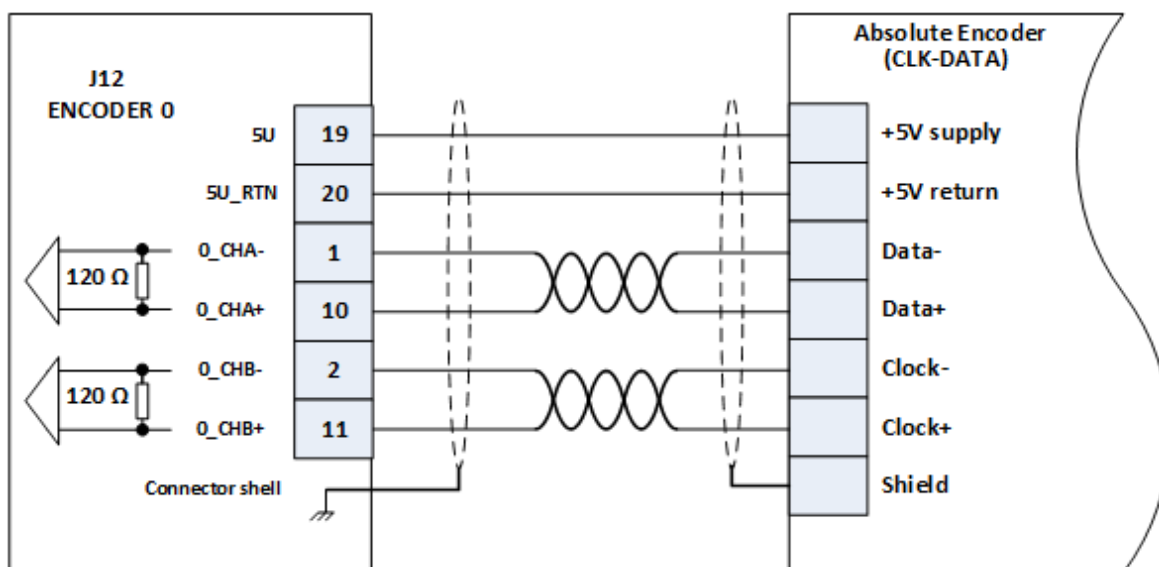 Absolute Encoder
(CLK-DATA)
J12
ENCODER 0
5U 19 +5V supply
5U_RTN 20 +5V return
0_CHA- 1 Data-
120 Ω
0_CHA+ 10 Data+
0_CHB- 2 Clock-
120 Ω
0_CHB+ 11 Clock+
Connector shell Shield